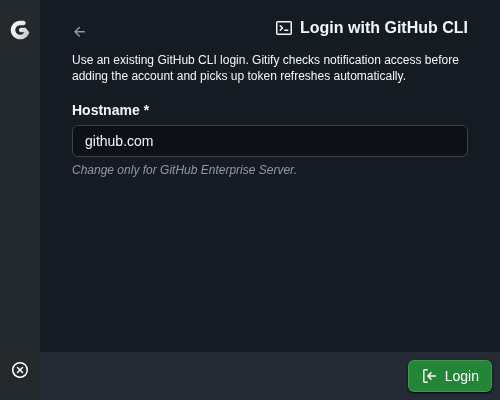 Login with GitHub CLI
Use an existing GitHub CLI login. Gitify checks notification access before
adding the account and picks up token refreshes automatically.
Hostname *
github.com
Change only for GitHub Enterprise Server.
Login